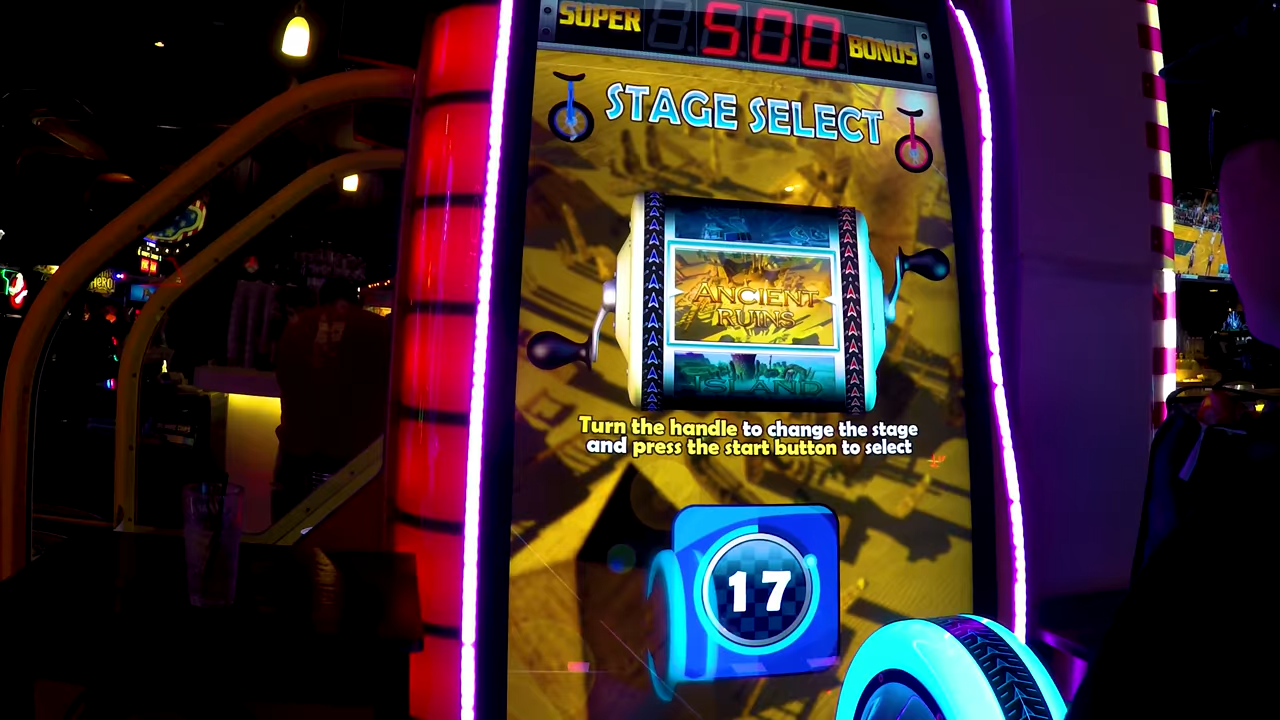 SUPER 500 BONUS
STAGE SELECT
ANCIENT
RUINS
ISLAND
Turn the handle to change the stage
and press the start button to select
17
HERO